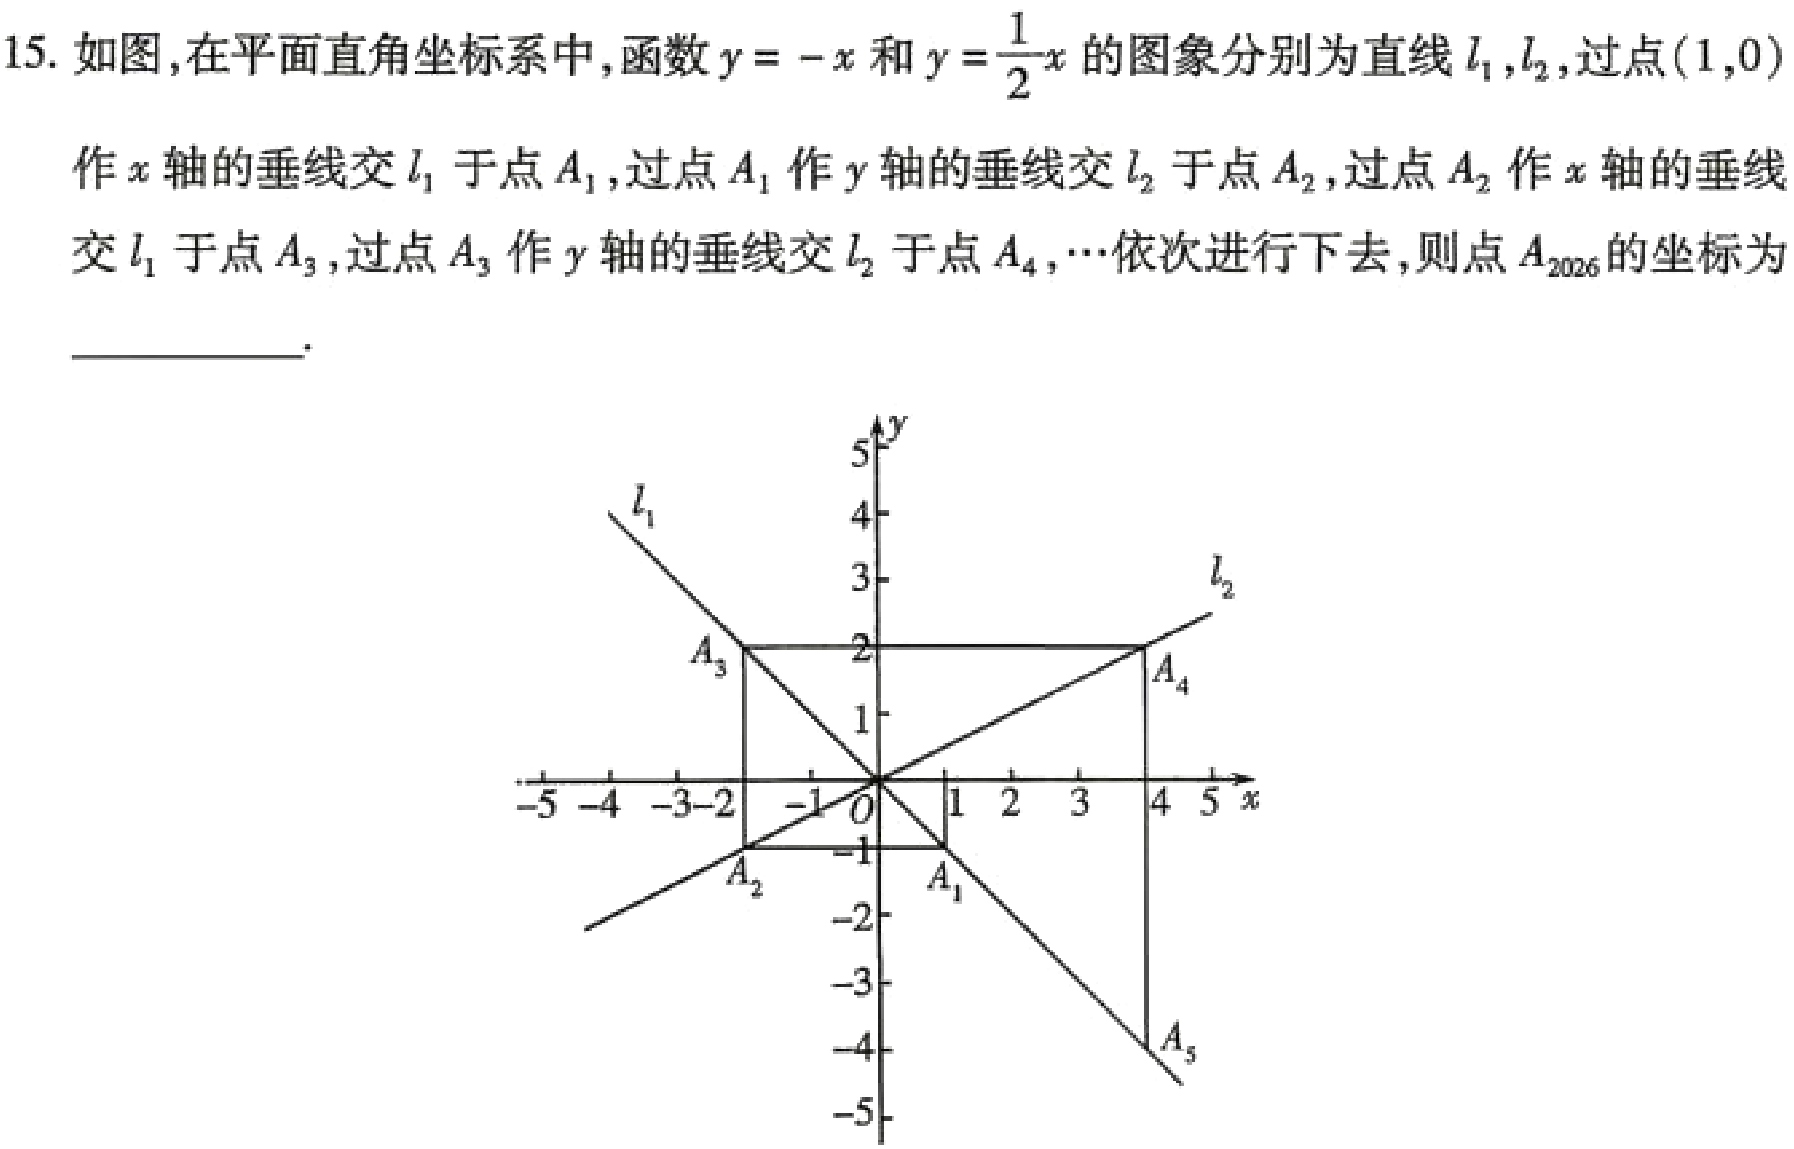 15. 如图,在平面直角坐标系中,函数 y = -x 和 y = 1/2 x 的图象分别为直线 l₁,l₂,过点(1,0)
作 x 轴的垂线交 l₁ 于点 A₁,过点 A₁ 作 y 轴的垂线交 l₂ 于点 A₂,过点 A₂ 作 x 轴的垂线
交 l₁ 于点 A₃,过点 A₃ 作 y 轴的垂线交 l₂ 于点 A₄,…依次进行下去,则点 A₂₀₂₆的坐标为
________.
y
5
l₁
4
3
l₂
A₃
2
A₄
1
-5 -4 -3 -2 -1 O 1 2 3 4 5 x
-1
A₂
A₁
-2
-3
-4
A₅
-5